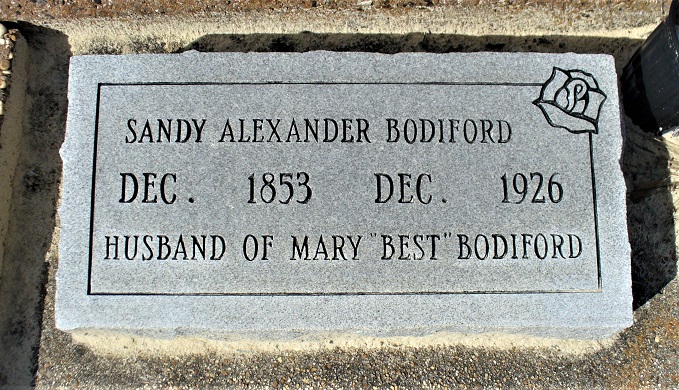 SANDY ALEXANDER BODIFORD
DEC. 1853 DEC. 1926
HUSBAND OF MARY "BEST" BODIFORD